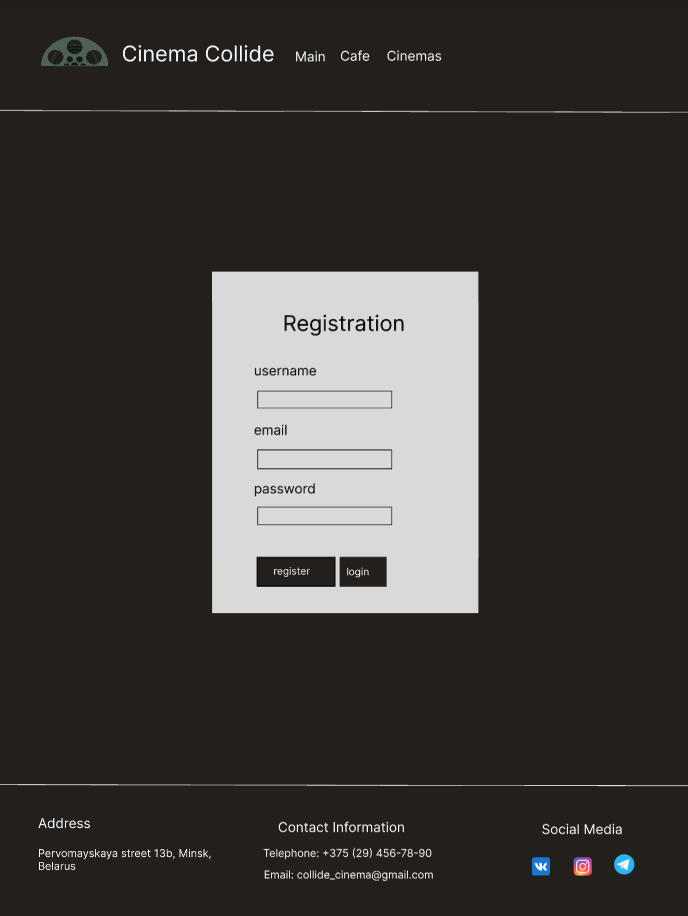 Cinema Collide
Main
Cafe
Cinemas
Registration
username
email
password
register
login
Address
Pervomayskaya street 13b, Minsk,
Belarus
Contact Information
Telephone: +375 (29) 456-78-90
Email: collide_cinema@gmail.com
Social Media